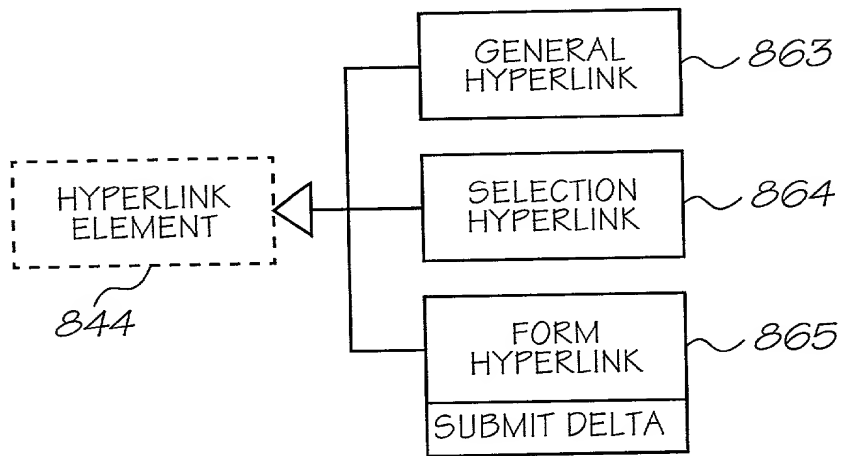 GENERAL
HYPERLINK
863
HYPERLINK
ELEMENT
844
SELECTION
HYPERLINK
864
FORM
HYPERLINK
865
SUBMIT DELTA